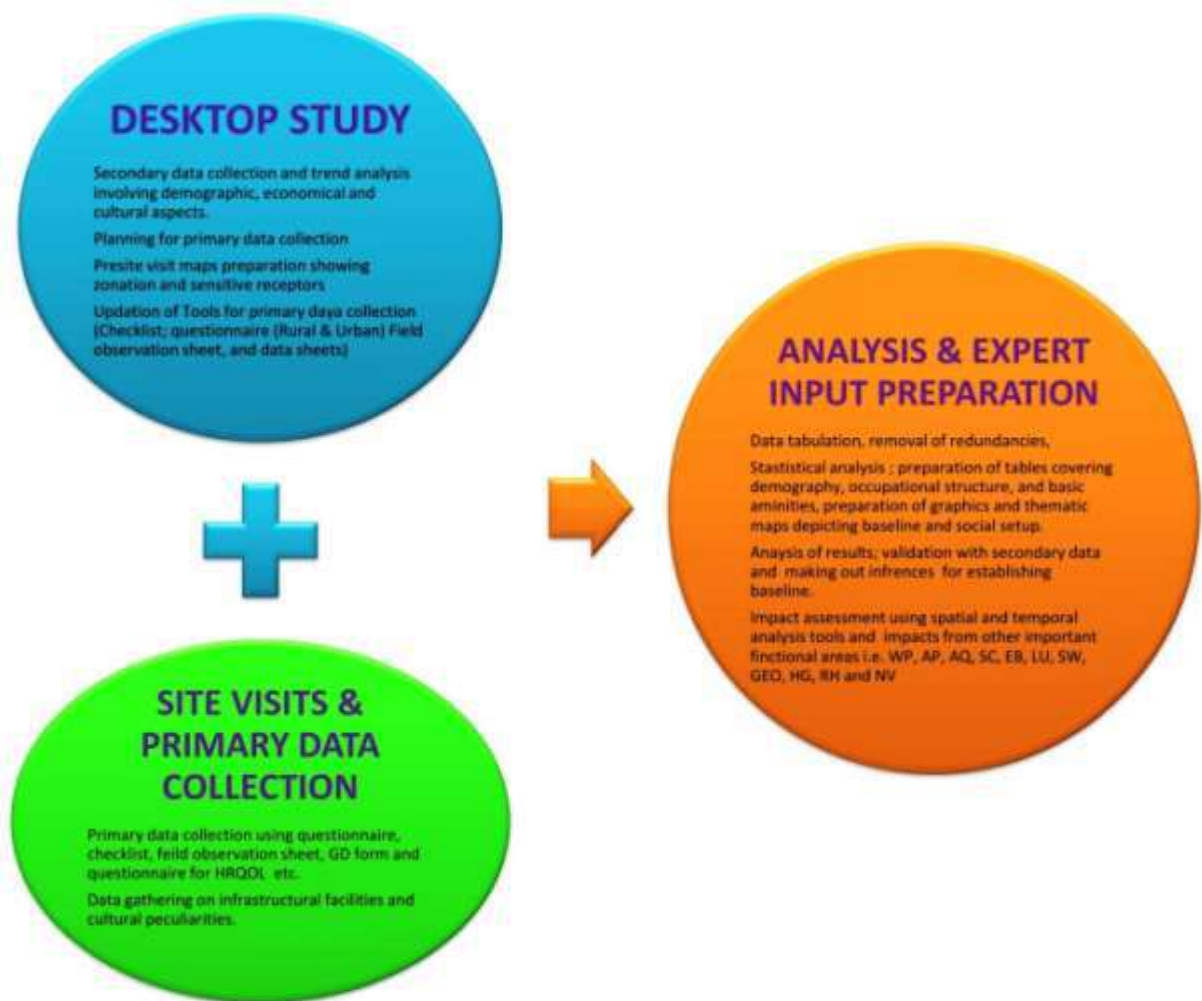 DESKTOP STUDY
Secondary data collection and trend analysis
involving demographic, economical and
cultural aspects.
Planning for primary data collection
Presite visit maps preparation showing
zonation and sensitive receptors
Updation of Tools for primary daya collection
(Checklist; questionnaire (Rural & Urban) Field
observation sheet, and data sheets)
SITE VISITS &
PRIMARY DATA
COLLECTION
Primary data collection using questionnaire,
checklist, feild observation sheet, GD form and
questionnaire for HRQOL etc.
Data gathering on infrastructural facilities and
cultural peculiarities.
ANALYSIS & EXPERT
INPUT PREPARATION
Data tabulation, removal of redundancies,
Stastistical analysis ; preparation of tables covering
demography, occupational structure, and basic
aminities, preparation of graphics and thematic
maps depicting baseline and social setup.
Anaysis of results; validation with secondary data
and making out infrences for establishing
baseline.
Impact assessment using spatial and temporal
analysis tools and impacts from other important
finctional areas i.e. WP, AP, AQ, SC, EB, LU, SW,
GEO, HG, RH and NV